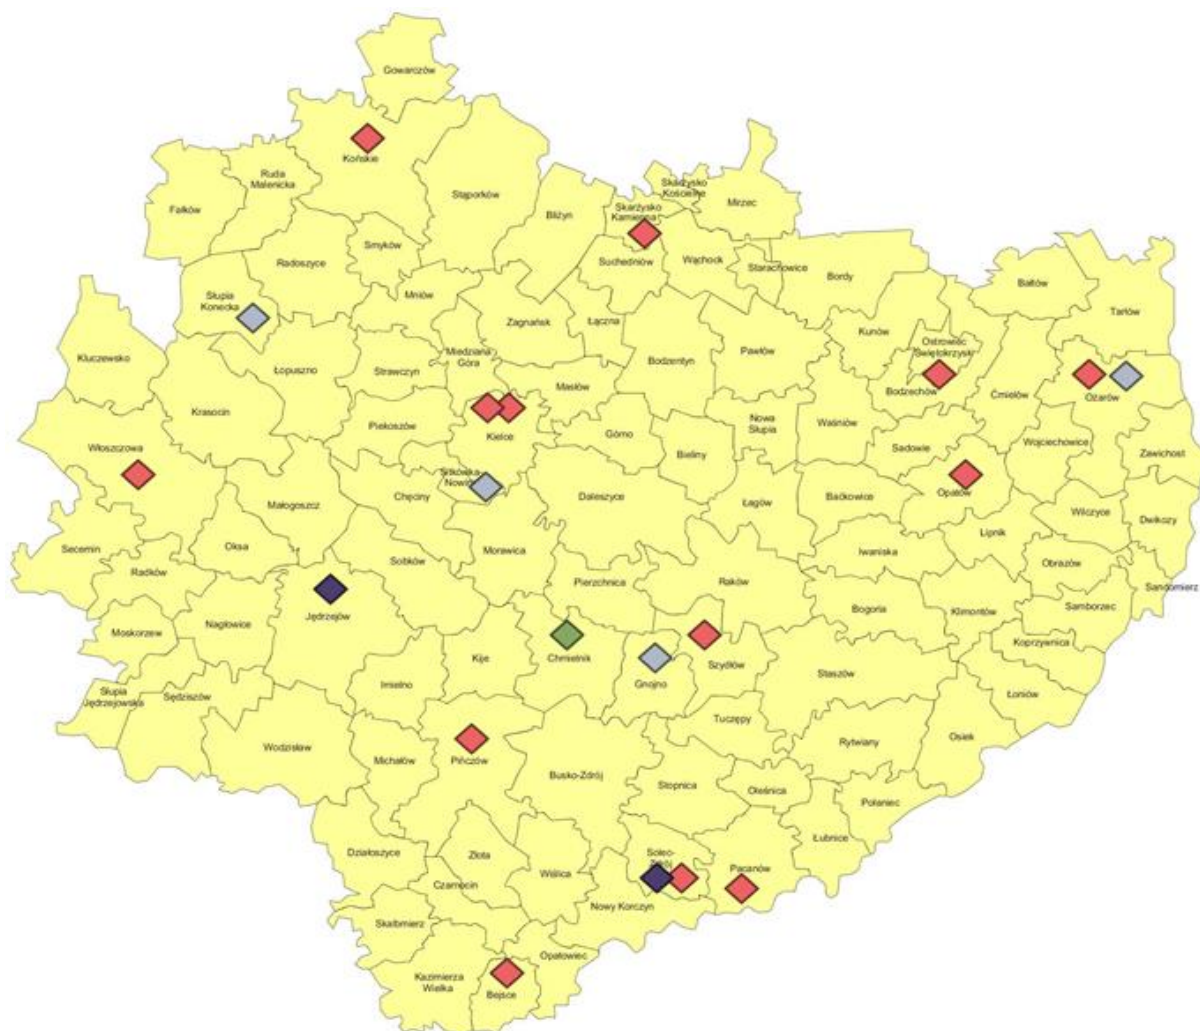 Gowarczów
Końskie
Ruda
Malenicka
Fałków
Stąporków
Bliżyn
Skarżysko
Kościelne
Skarżysko
Kamienna
Mirzec
Smyków
Radoszyce
Suchedniów
Wąchock
Starachowice
Bordy
Bałtów
Tarłów
Słupia
Konecka
Mniów
Zagnańsk
Łączna
Kunów
Ostrowiec
Świętokrzyski
Kluczewsko
Łopuszno
Strawczyn
Miedziana
Góra
Masłów
Bodzentyn
Pawłów
Bodzechów
Ćmielów
Ożarów
Krasocin
Piekoszów
Kielce
Górno
Nowa
Słupia
Waśniów
Sadowie
Wojciechowice
Zawichost
Włoszczowa
Sitkówka
Chęciny
Daleszyce
Bieliny
Łagów
Baćkowice
Opatów
Małogoszcz
Wilczyce
Dwikozy
Secemin
Oksa
Radków
Sobków
Morawica
Pierzchnica
Raków
Iwaniska
Lipnik
Obrazów
Sandomierz
Samborzec
Jędrzejów
Nagłowice
Moskorzew
Bogoria
Klimontów
Koprzywnica
Kije
Chmielnik
Gnojno
Szydłów
Staszów
Łoniów
Imielno
Słupia
Jędrzejowska
Sędziszów
Tuczępy
Rytwiany
Osiek
Wodzisław
Michałów
Pińczów
Busko-Zdrój
Stopnica
Oleśnica
Połaniec
Łubnice
Działoszyce
Złota
Wiślica
Solec-
Zdrój
Pacanów
Czarnocin
Nowy Korczyn
Skalbmierz
Opatowiec
Kazimierza
Wielka
Bejsce